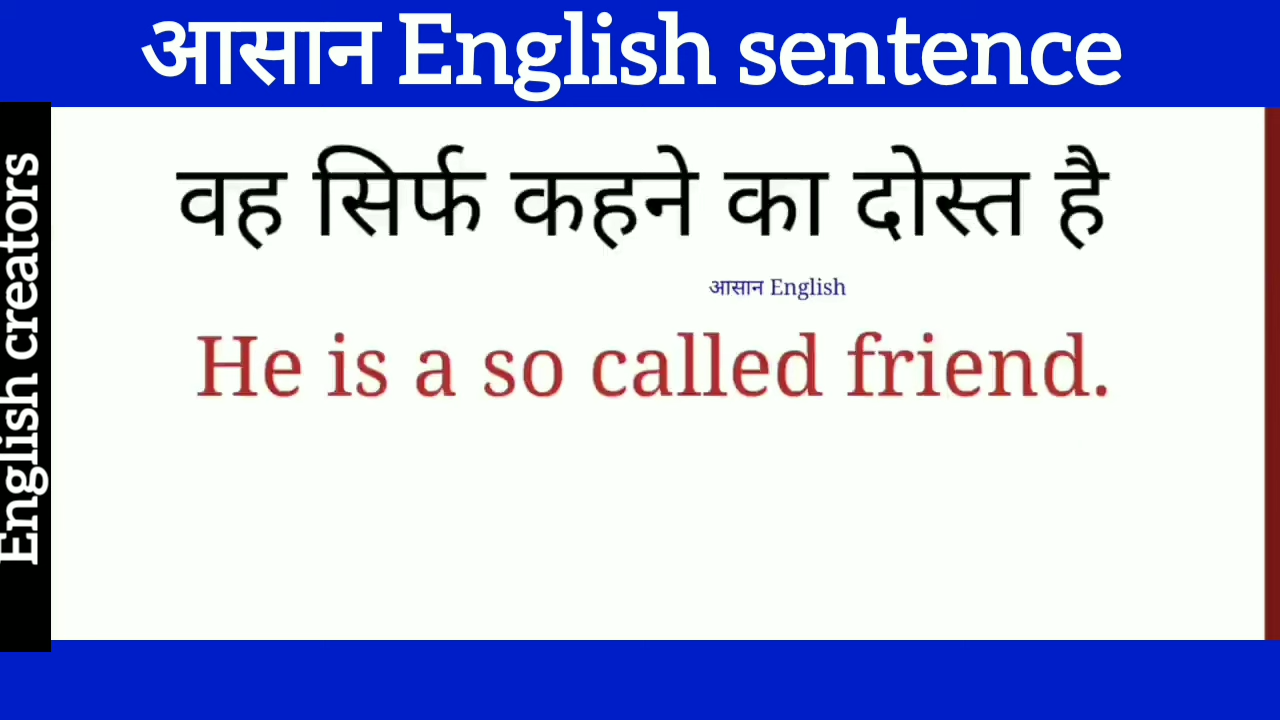 आसान English sentence
वह सिर्फ कहने का दोस्त है
आसान English
He is a so called friend.
English creators